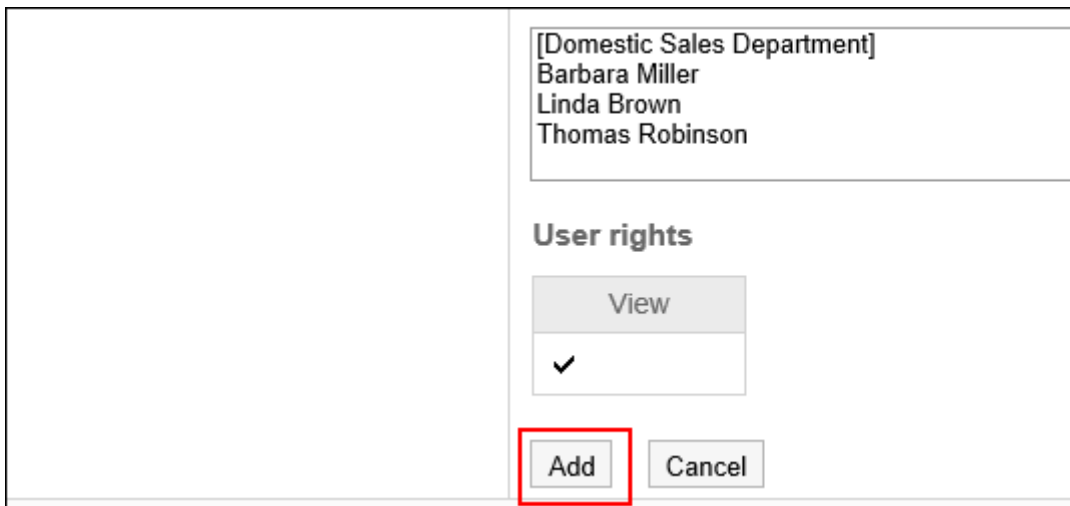 [Domestic Sales Department]
Barbara Miller
Linda Brown
Thomas Robinson
User rights
View
Add Cancel